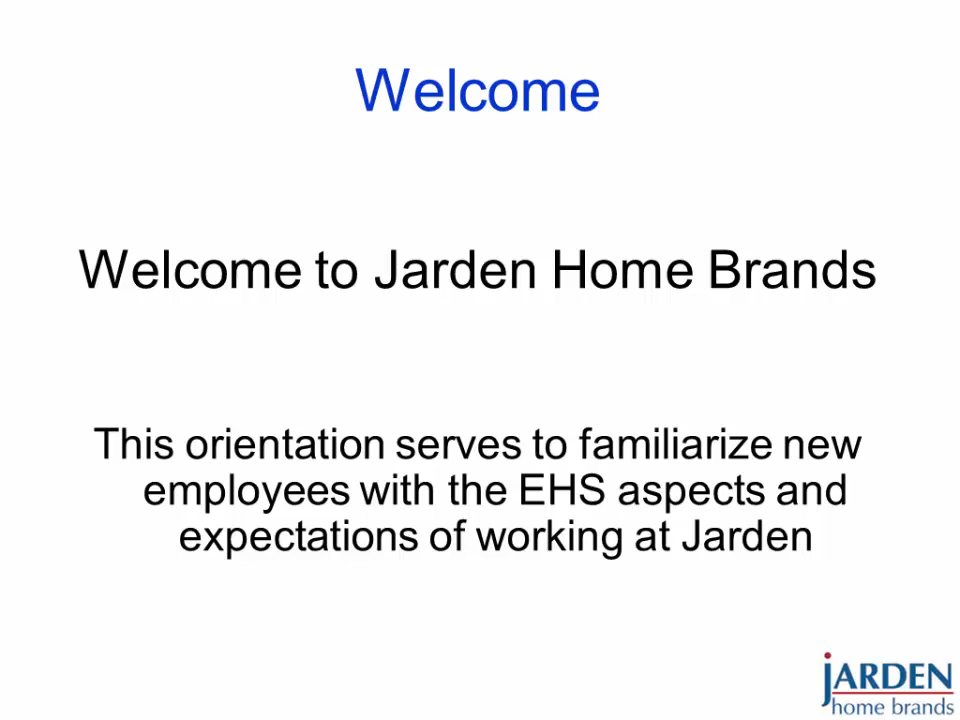 Welcome
Welcome to Jarden Home Brands
This orientation serves to familiarize new
employees with the EHS aspects and
expectations of working at Jarden
jARDEN
home brands